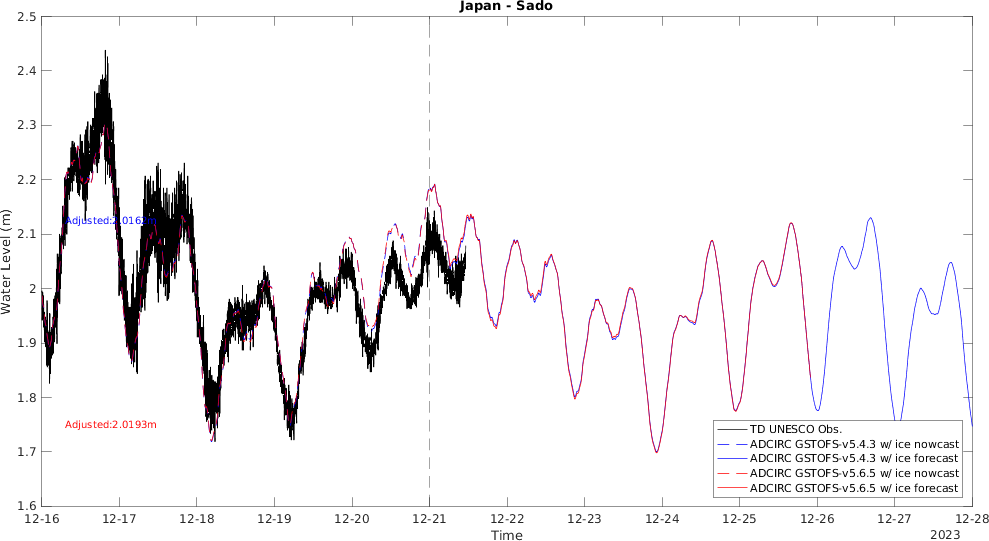 Japan - Sado
2.5
2.4
2.3
2.2
2.1
2
1.9
1.8
1.7
1.6
Water Level (m)
Adjusted:2.0162m
Adjusted:2.0193m
TD UNESCO Obs.
ADCIRC GSTOFS-v5.4.3 w/ ice nowcast
ADCIRC GSTOFS-v5.4.3 w/ ice forecast
ADCIRC GSTOFS-v5.6.5 w/ ice nowcast
ADCIRC GSTOFS-v5.6.5 w/ ice forecast
12-16 12-17 12-18 12-19 12-20 12-21 12-22 12-23 12-24 12-25 12-26 12-27 12-28
Time
2023